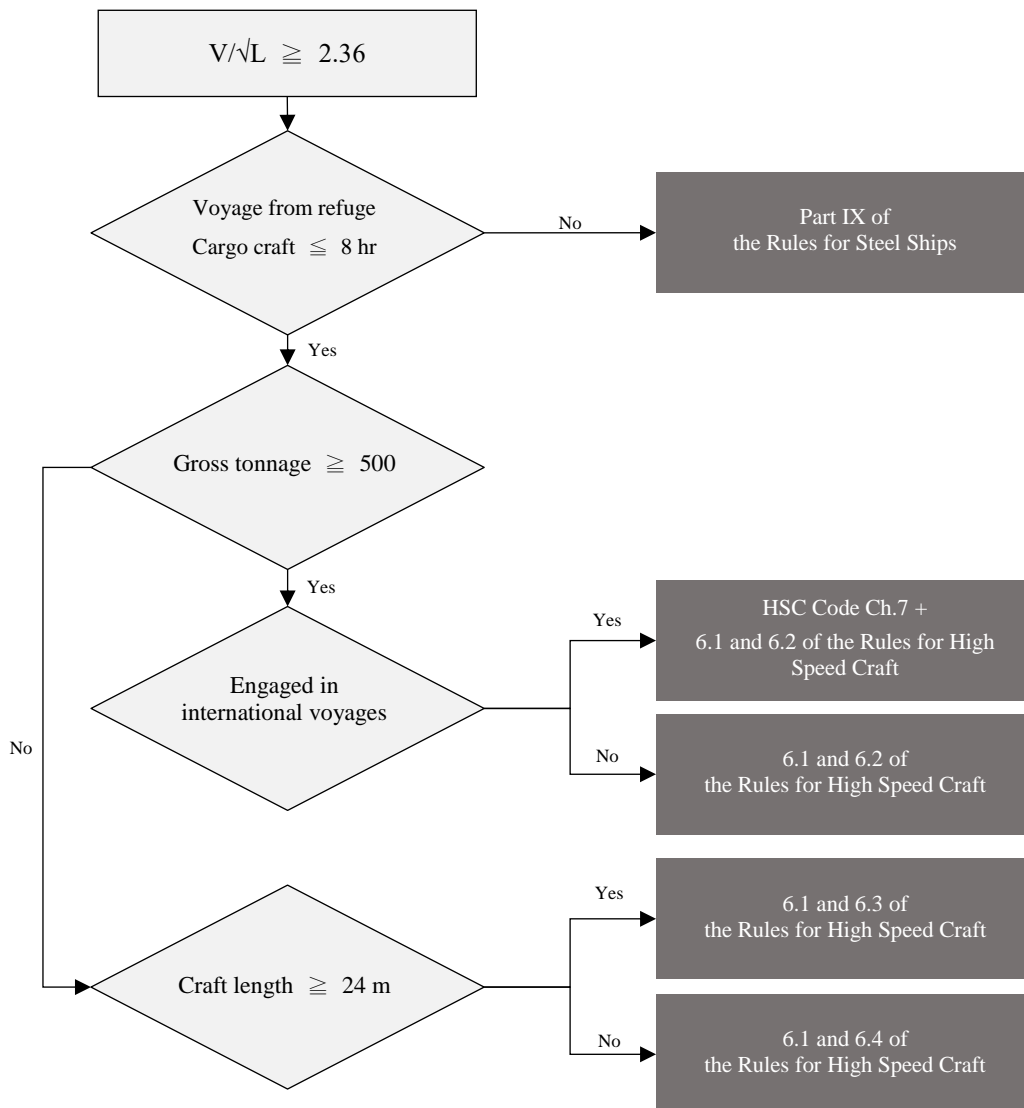 V/√L ≧ 2.36
Voyage from refuge
Cargo craft ≦ 8 hr
No
Part IX of
the Rules for Steel Ships
Yes
Gross tonnage ≧ 500
Yes
Engaged in
international voyages
Yes
HSC Code Ch.7 +
6.1 and 6.2 of the Rules for High
Speed Craft
No
No
6.1 and 6.2 of
the Rules for High Speed Craft
Craft length ≧ 24 m
Yes
6.1 and 6.3 of
the Rules for High Speed Craft
No
6.1 and 6.4 of
the Rules for High Speed Craft